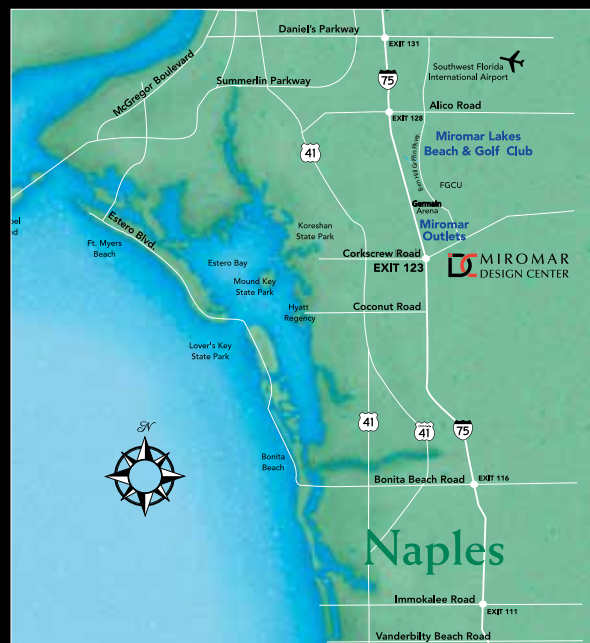 Daniel's Parkway
EXIT 131
McGregor Boulevard
75
Southwest Florida
International Airport
Summerlin Parkway
Alico Road
EXIT 128
41
Miromar Lakes
Beach & Golf Club
Ben Hill Griffin Pkwy.
FGCU
Germain
Arena
Miromar
Outlets
Koreshan
State Park
Estero Blvd.
Ft. Myers
Beach
Corkscrew Road
EXIT 123
DC MIROMAR
DESIGN CENTER
Estero Bay
Mound Key
State Park
Hyatt
Regency
Coconut Road
Lover's Key
State Park
N
41
41
75
Bonita
Beach
Bonita Beach Road
EXIT 116
Naples
Immokalee Road
EXIT 111
Vanderbilty Beach Road